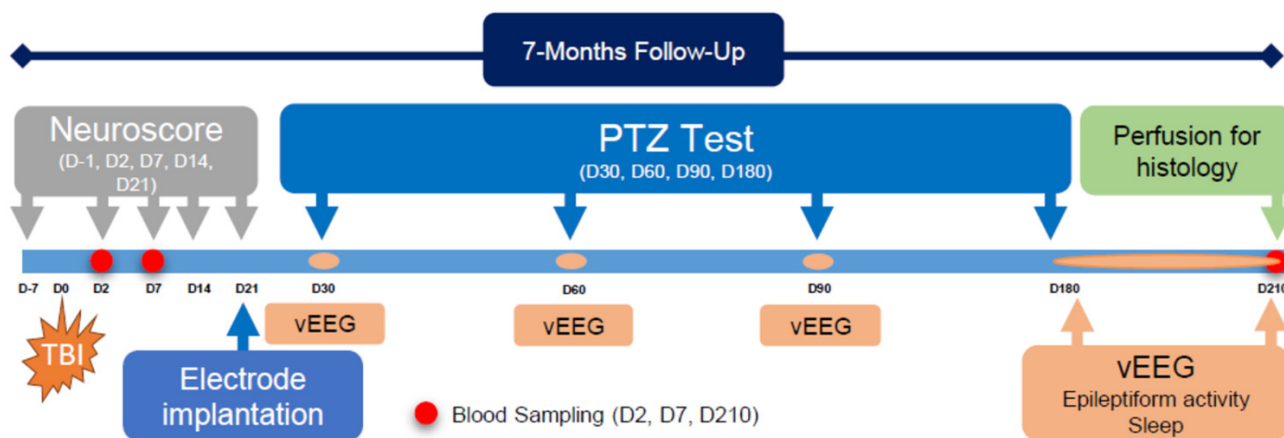 7-Months Follow-Up
Neuroscore
(D-1, D2, D7, D14,
D21)
PTZ Test
(D30, D60, D90, D180)
Perfusion for
histology
D-7 D0 D2 D7 D14 D21 D30 D60 D90 D180 D210
TBI
vEEG
vEEG
vEEG
Electrode
implantation
Blood Sampling (D2, D7, D210)
vEEG
Epileptiform activity
Sleep